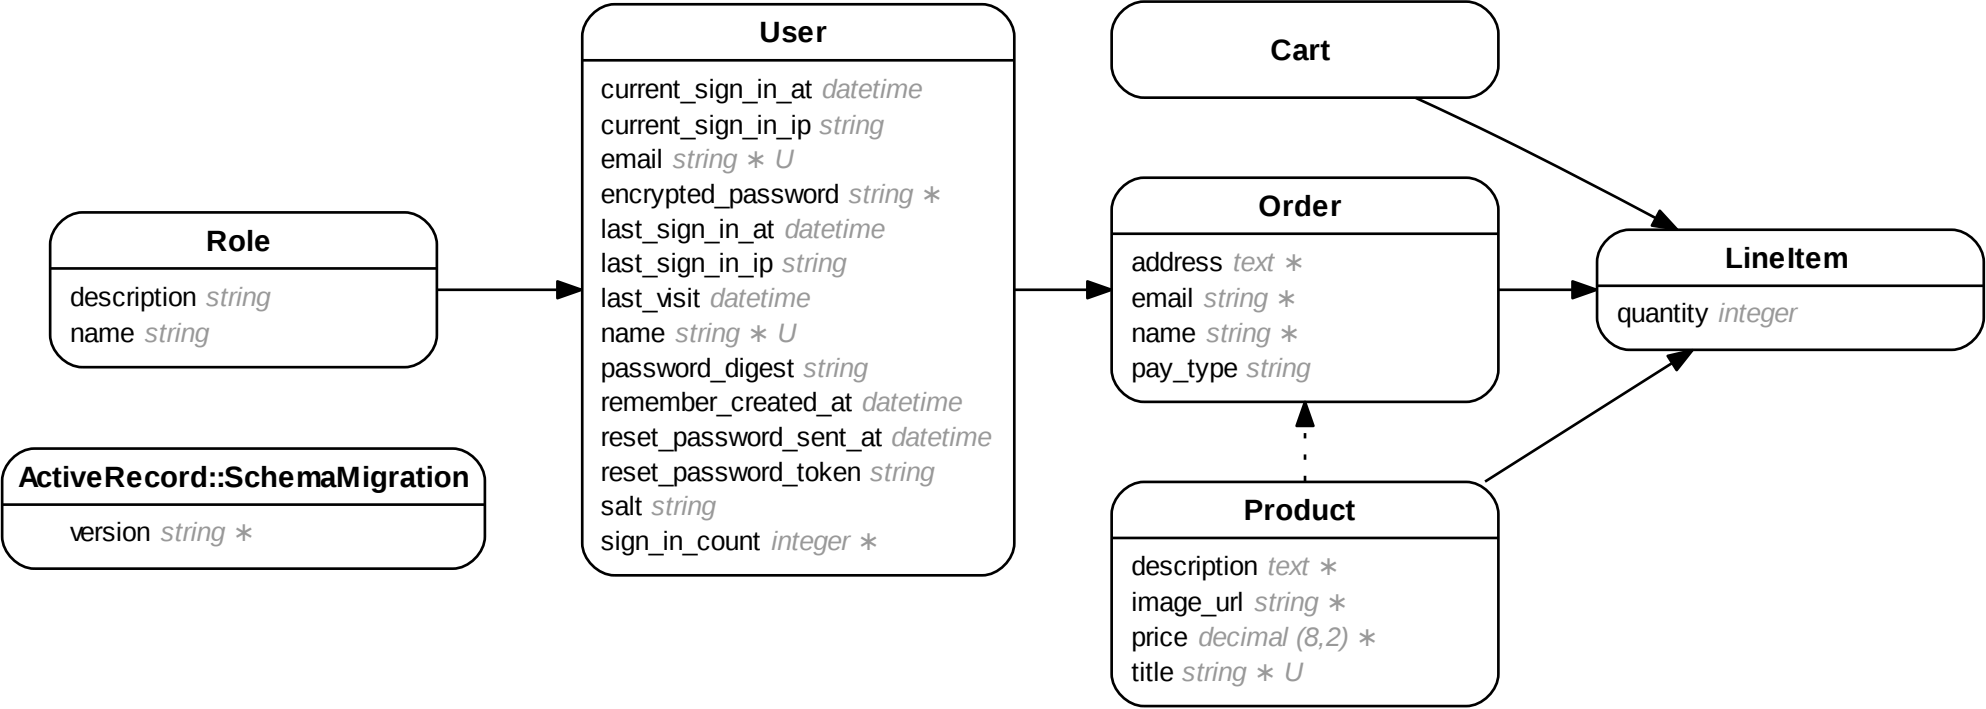 Role
description string
name string
ActiveRecord::SchemaMigration
version string ∗
User
current_sign_in_at datetime
current_sign_in_ip string
email string ∗ U
encrypted_password string ∗
last_sign_in_at datetime
last_sign_in_ip string
last_visit datetime
name string ∗ U
password_digest string
remember_created_at datetime
reset_password_sent_at datetime
reset_password_token string
salt string
sign_in_count integer ∗
Cart
Order
address text ∗
email string ∗
name string ∗
pay_type string
Product
description text ∗
image_url string ∗
price decimal (8,2) ∗
title string ∗ U
LineItem
quantity integer